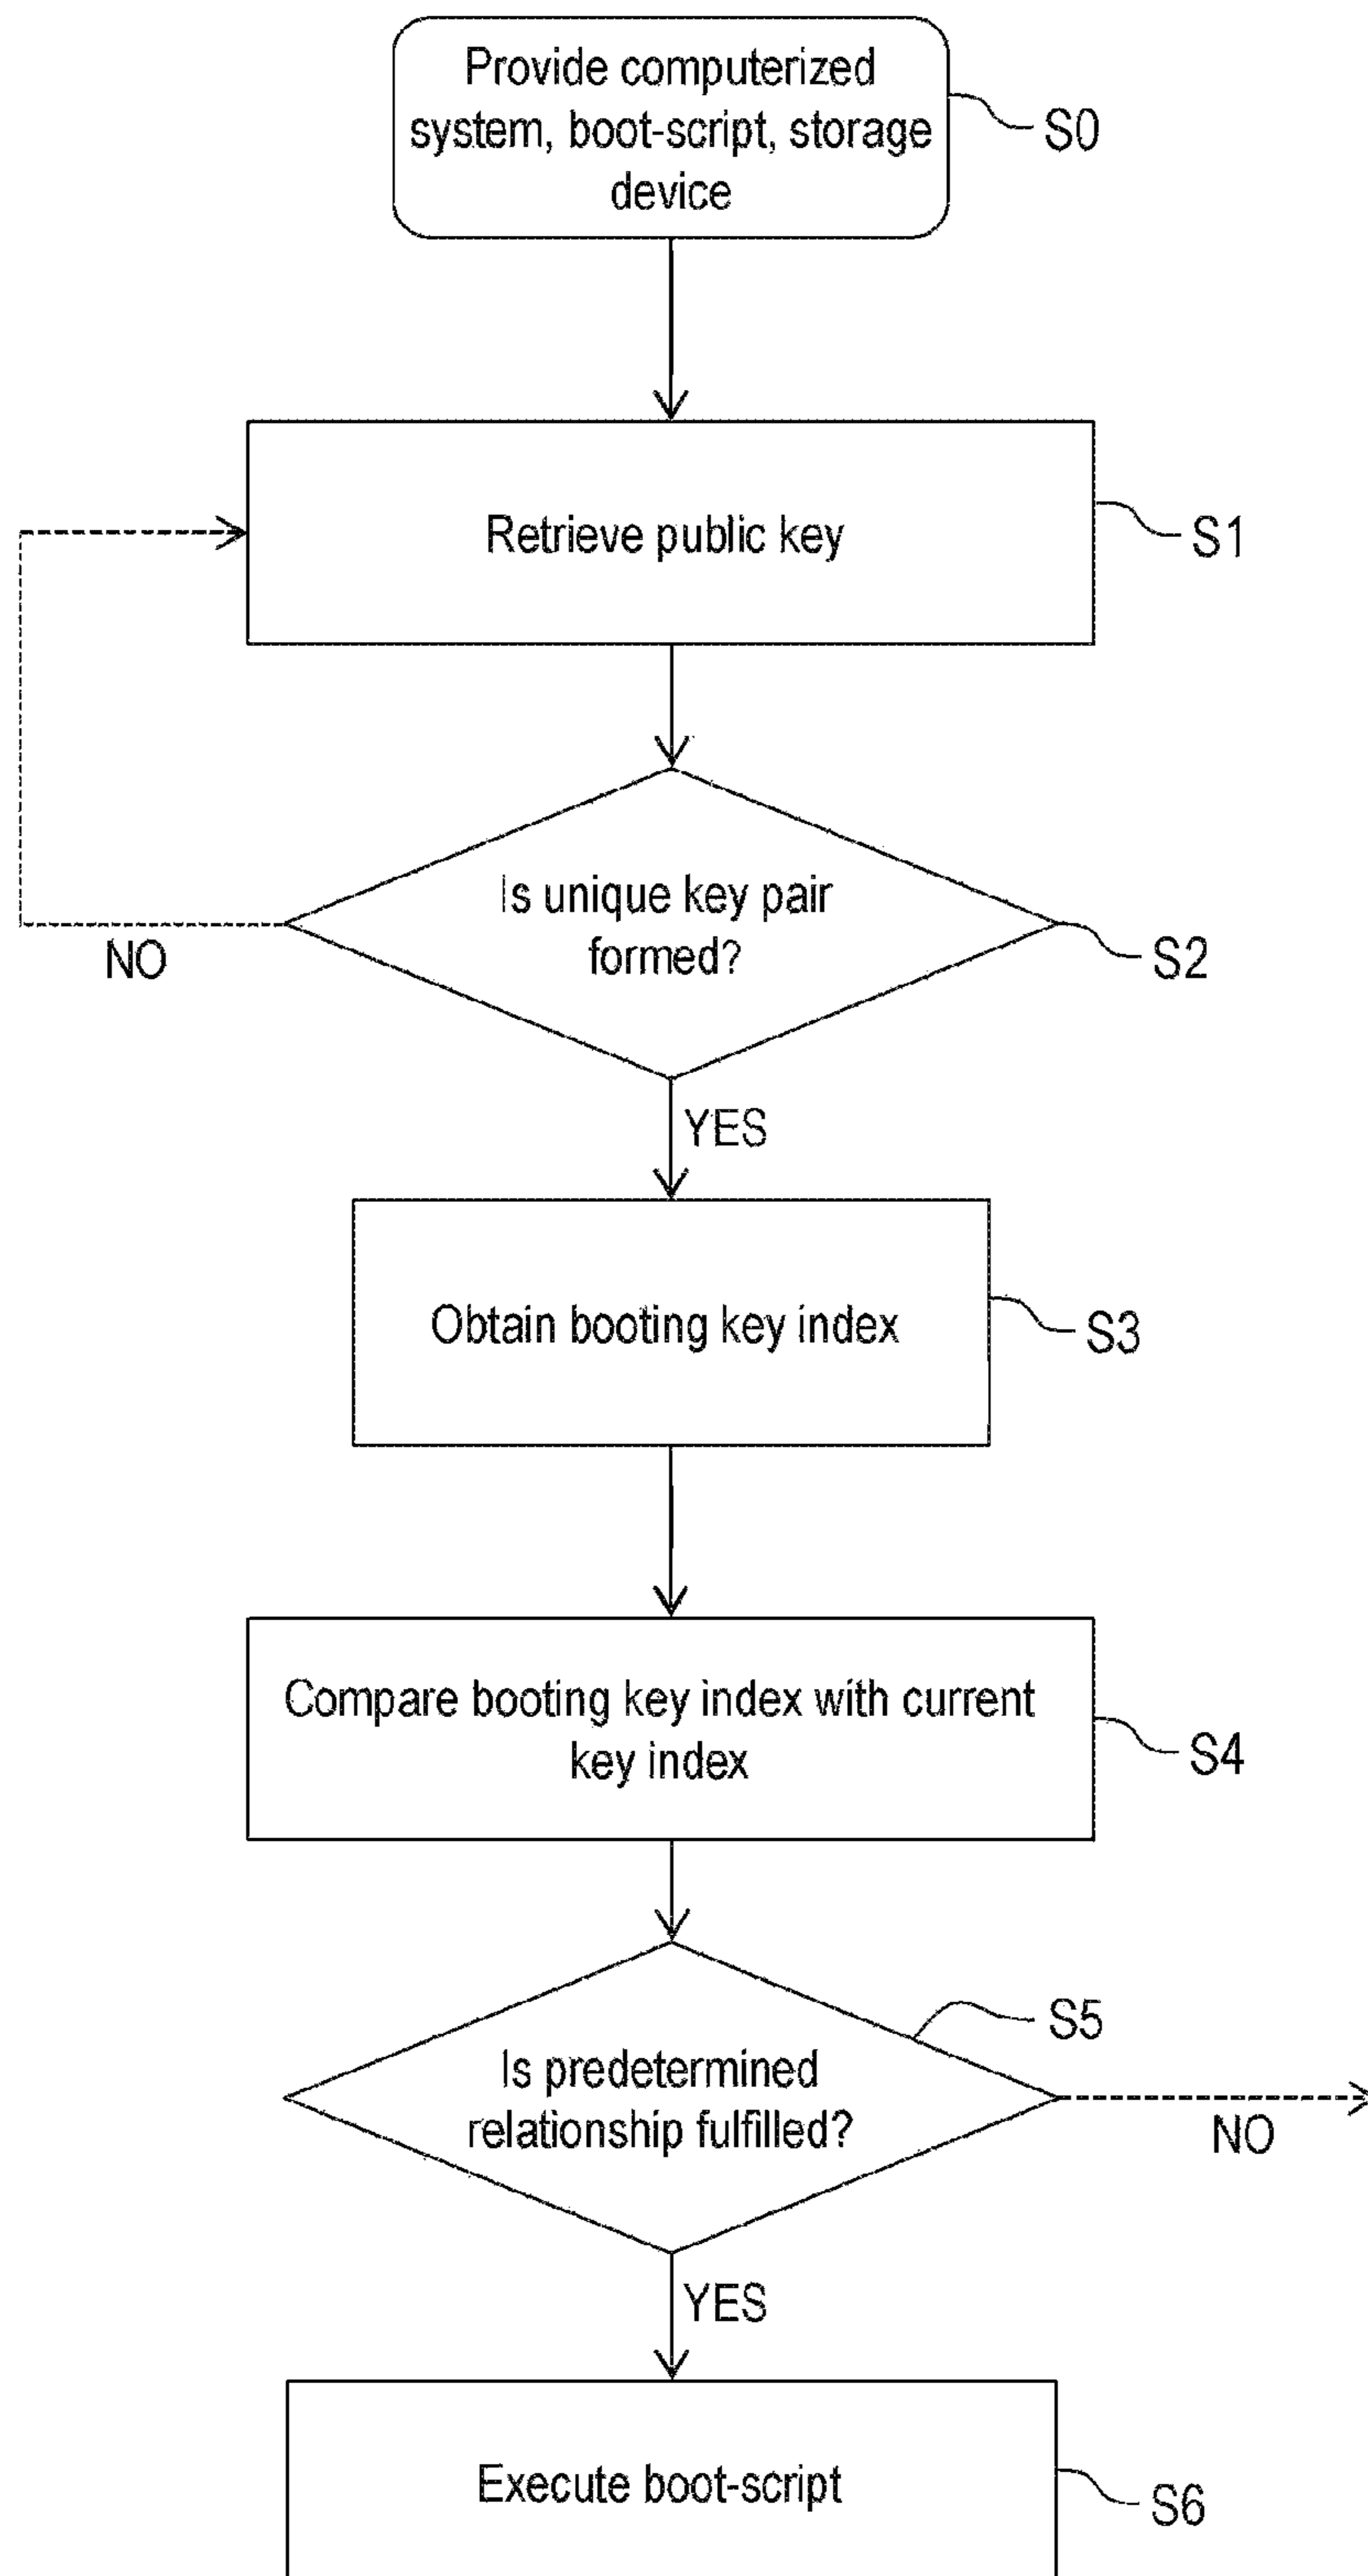 Provide computerized
system, boot-script, storage
device
S0
Retrieve public key
S1
Is unique key pair
formed?
S2
NO
YES
Obtain booting key index
S3
Compare booting key index with current
key index
S4
S5
Is predetermined
relationship fulfilled?
NO
YES
Execute boot-script
S6